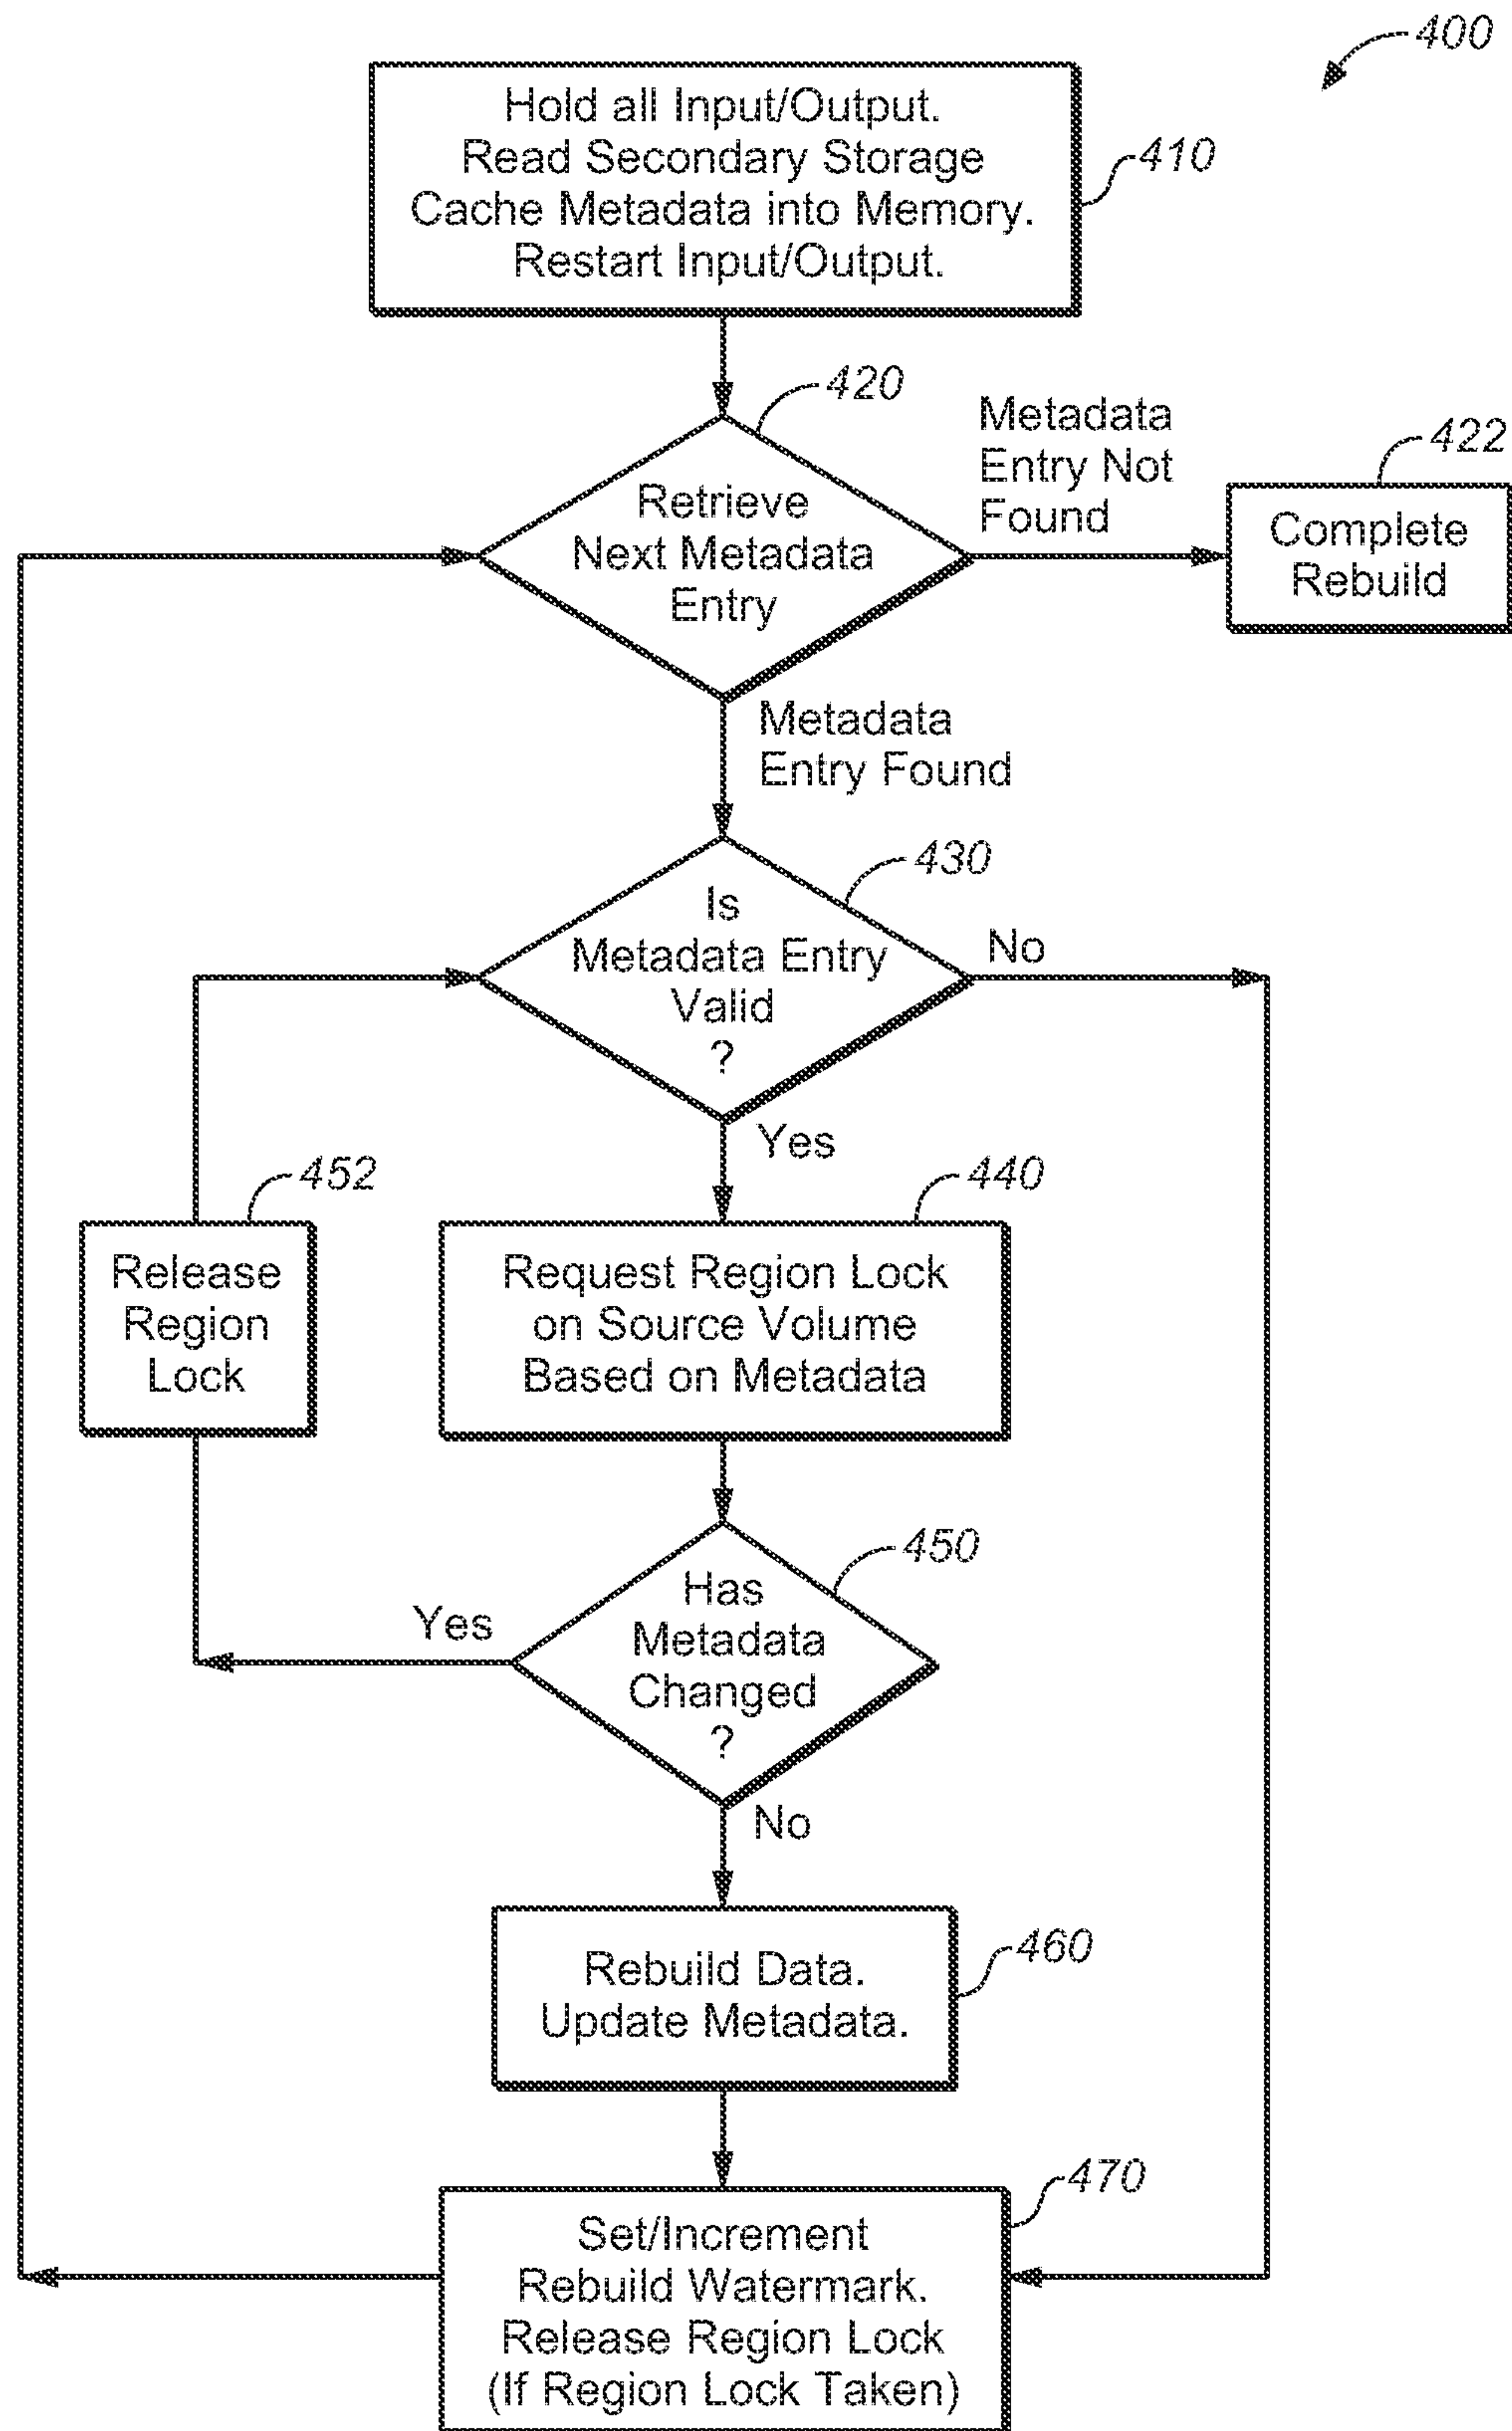 400
Hold all Input/Output.
Read Secondary Storage
Cache Metadata into Memory.
Restart Input/Output.
410
420
Retrieve
Next Metadata
Entry
Metadata
Entry Not
Found
422
Complete
Rebuild
Metadata
Entry Found
430
Is
Metadata Entry
Valid
?
No
Yes
452
Release
Region
Lock
440
Request Region Lock
on Source Volume
Based on Metadata
450
Has
Metadata
Changed
?
Yes
No
460
Rebuild Data.
Update Metadata.
470
Set/Increment
Rebuild Watermark.
Release Region Lock
(If Region Lock Taken)